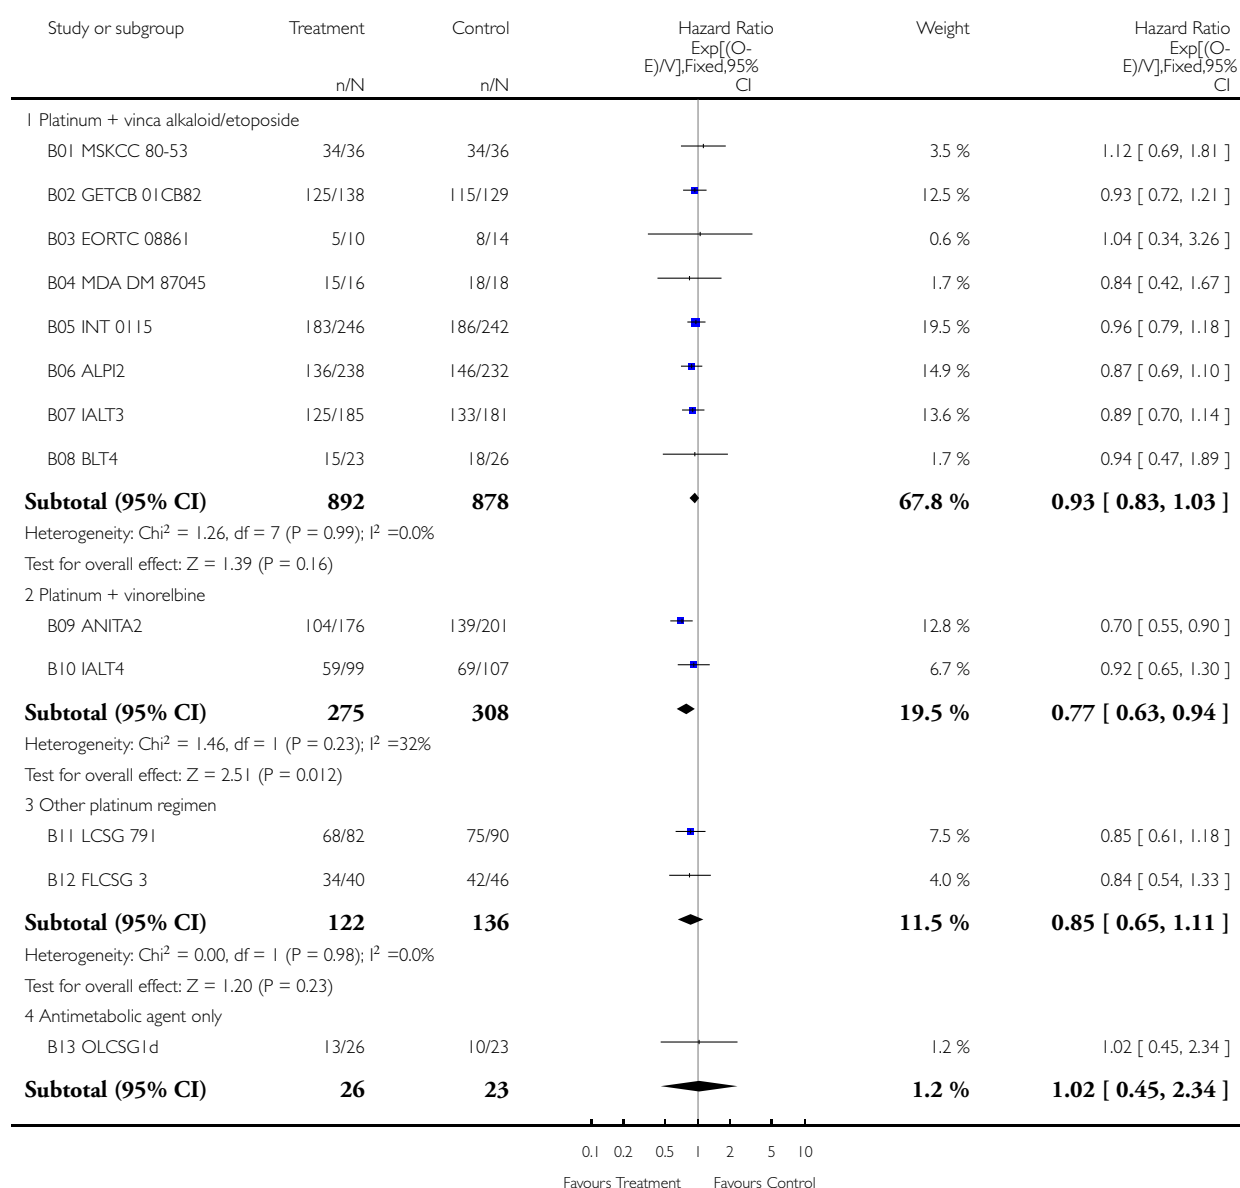 Study or subgroup Treatment Control Hazard Ratio Weight Hazard Ratio
Exp[(O- Exp[(O-
E)/V],Fixed,95% E)/V],Fixed,95%
n/N n/N CI CI
1 Platinum + vinca alkaloid/etoposide
B01 MSKCC 80-53 34/36 34/36 3.5 % 1.12 [ 0.69, 1.81 ]
B02 GETCB 01CB82 125/138 115/129 12.5 % 0.93 [ 0.72, 1.21 ]
B03 EORTC 08861 5/10 8/14 0.6 % 1.04 [ 0.34, 3.26 ]
B04 MDA DM 87045 15/16 18/18 1.7 % 0.84 [ 0.42, 1.67 ]
B05 INT 0115 183/246 186/242 19.5 % 0.96 [ 0.79, 1.18 ]
B06 ALPI2 136/238 146/232 14.9 % 0.87 [ 0.69, 1.10 ]
B07 IALT3 125/185 133/181 13.6 % 0.89 [ 0.70, 1.14 ]
B08 BLT4 15/23 18/26 1.7 % 0.94 [ 0.47, 1.89 ]
Subtotal (95% CI) 892 878 67.8 % 0.93 [ 0.83, 1.03 ]
Heterogeneity: Chi² = 1.26, df = 7 (P = 0.99); I² =0.0%
Test for overall effect: Z = 1.39 (P = 0.16)
2 Platinum + vinorelbine
B09 ANITA2 104/176 139/201 12.8 % 0.70 [ 0.55, 0.90 ]
B10 IALT4 59/99 69/107 6.7 % 0.92 [ 0.65, 1.30 ]
Subtotal (95% CI) 275 308 19.5 % 0.77 [ 0.63, 0.94 ]
Heterogeneity: Chi² = 1.46, df = 1 (P = 0.23); I² =32%
Test for overall effect: Z = 2.51 (P = 0.012)
3 Other platinum regimen
B11 LCSG 791 68/82 75/90 7.5 % 0.85 [ 0.61, 1.18 ]
B12 FLCSG 3 34/40 42/46 4.0 % 0.84 [ 0.54, 1.33 ]
Subtotal (95% CI) 122 136 11.5 % 0.85 [ 0.65, 1.11 ]
Heterogeneity: Chi² = 0.00, df = 1 (P = 0.98); I² =0.0%
Test for overall effect: Z = 1.20 (P = 0.23)
4 Antimetabolic agent only
B13 OLCSG1d 13/26 10/23 1.2 % 1.02 [ 0.45, 2.34 ]
Subtotal (95% CI) 26 23 1.2 % 1.02 [ 0.45, 2.34 ]
0.1 0.2 0.5 1 2 5 10
Favours Treatment Favours Control